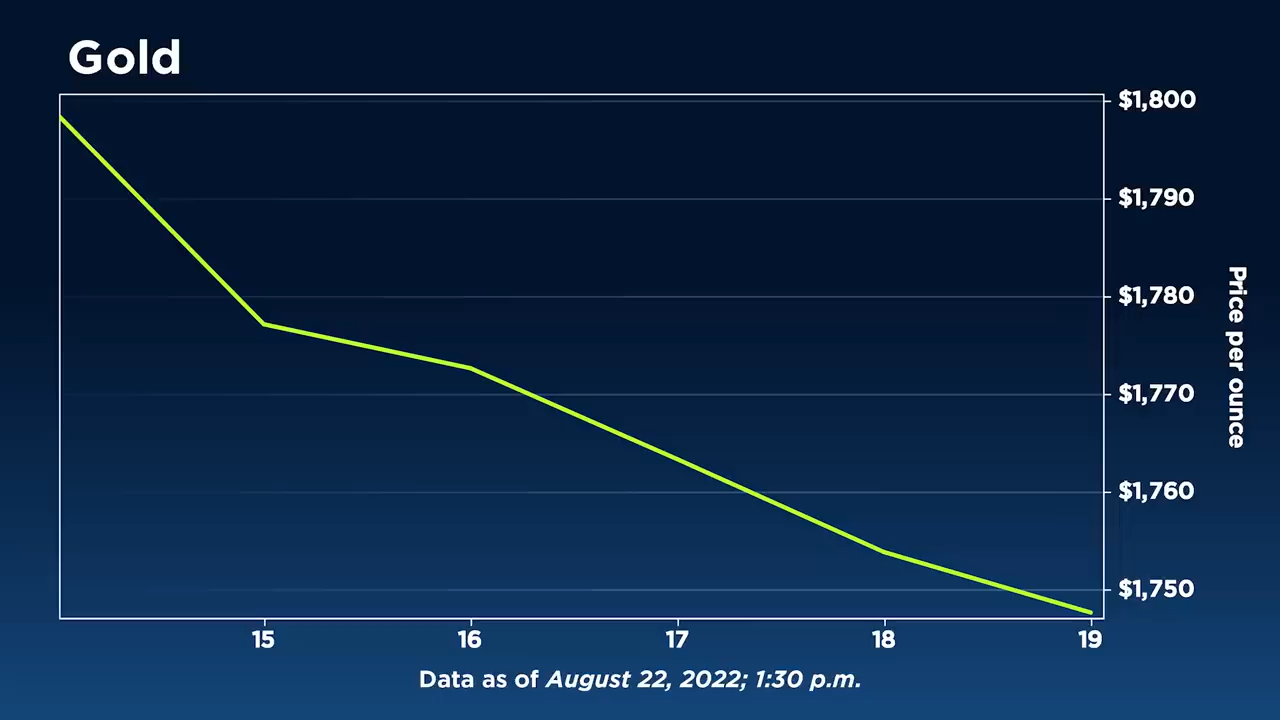 Gold
$1,800
$1,790
$1,780
$1,770
$1,760
$1,750
Price per ounce
15 16 17 18 19
Data as of August 22, 2022; 1:30 p.m.